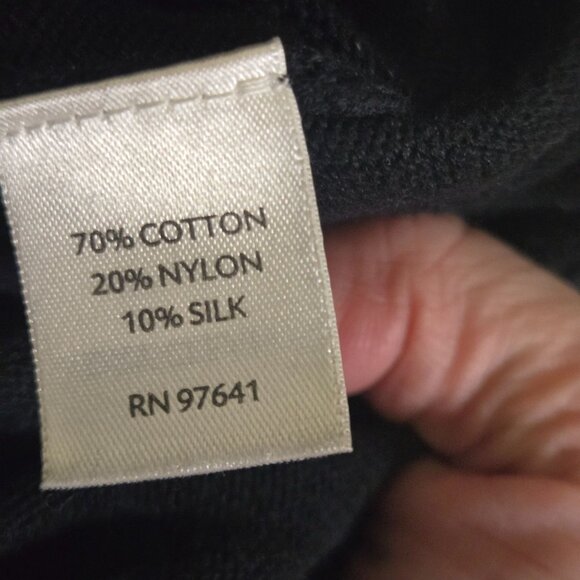 70% COTTON
20% NYLON
10% SILK
RN 97641